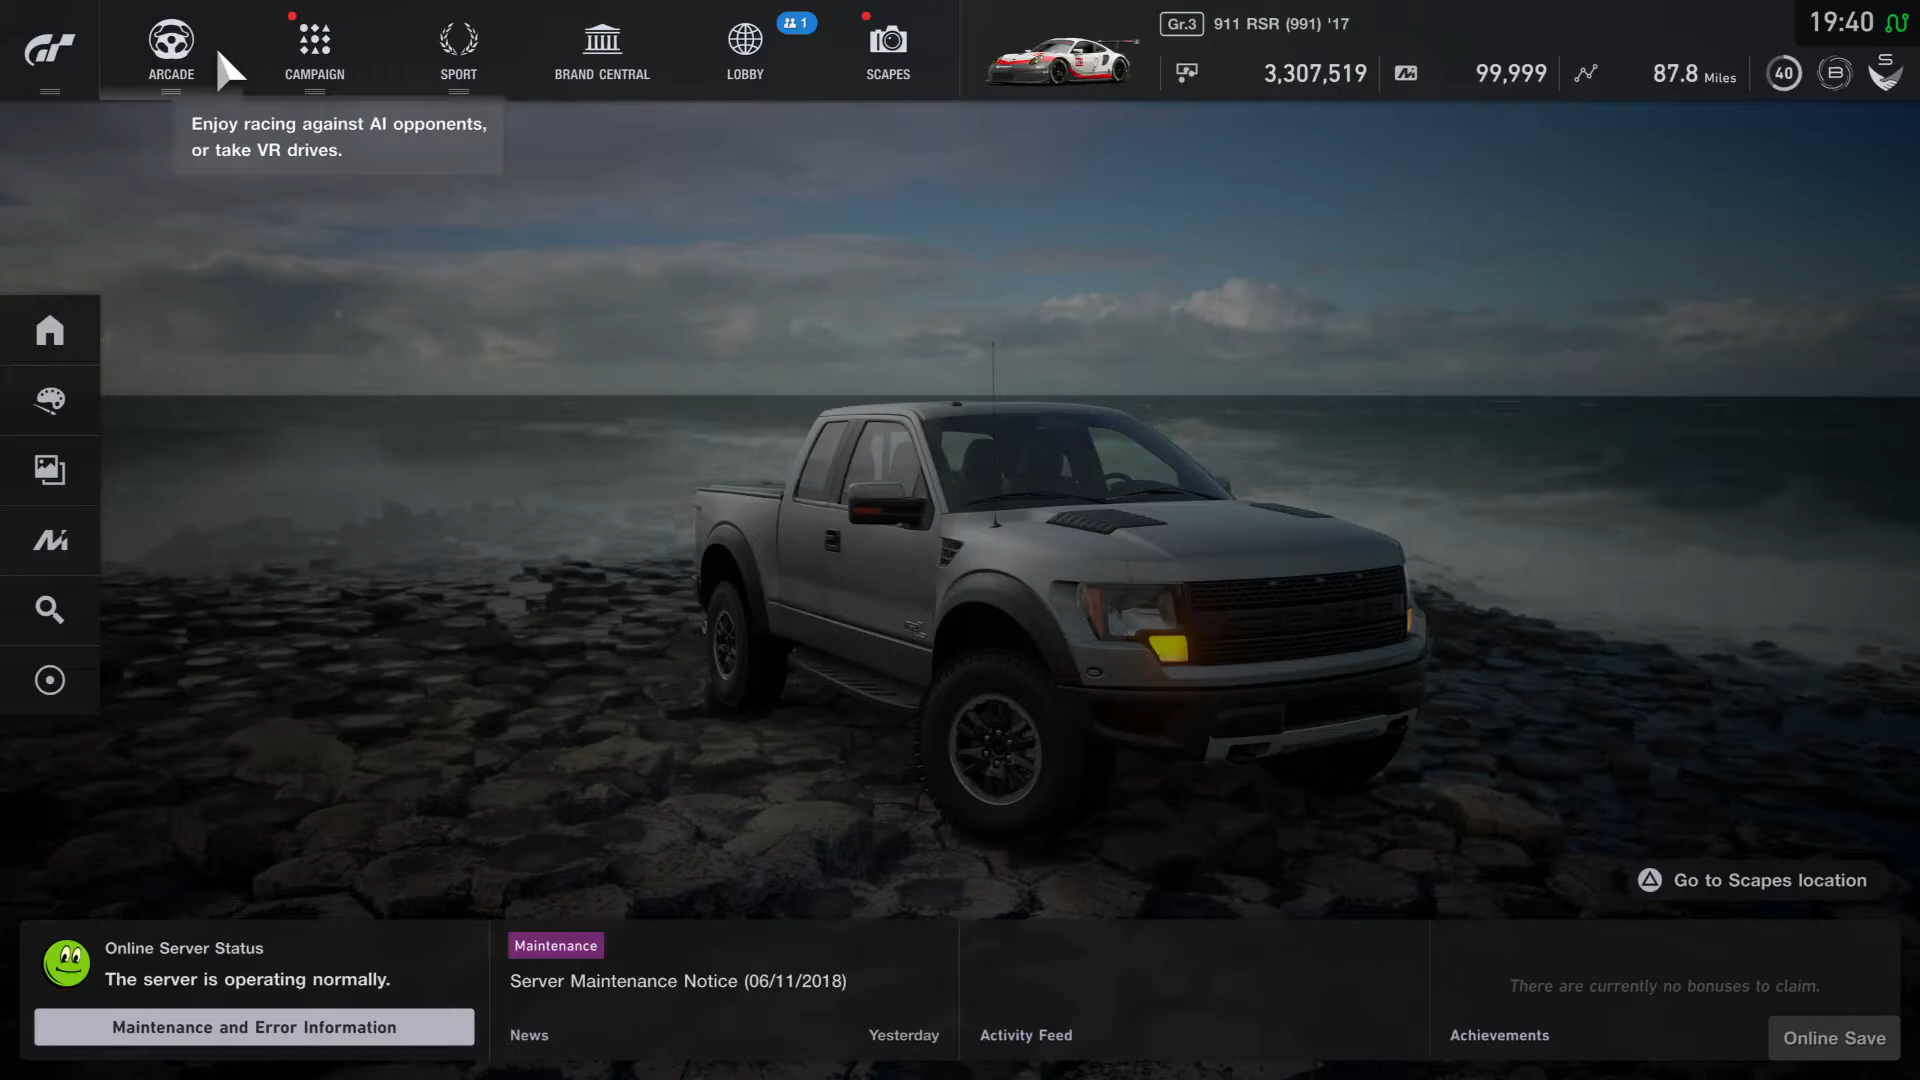 ARCADE
CAMPAIGN
SPORT
BRAND CENTRAL
1
LOBBY
SCAPES
Gr.3 911 RSR (991) '17
3,307,519
99,999
87.8 Miles
19:40
40
B
S
Enjoy racing against AI opponents,
or take VR drives.
Go to Scapes location
Online Server Status
The server is operating normally.
Maintenance and Error Information
Maintenance
Server Maintenance Notice (06/11/2018)
News
Yesterday
Activity Feed
There are currently no bonuses to claim.
Achievements
Online Save